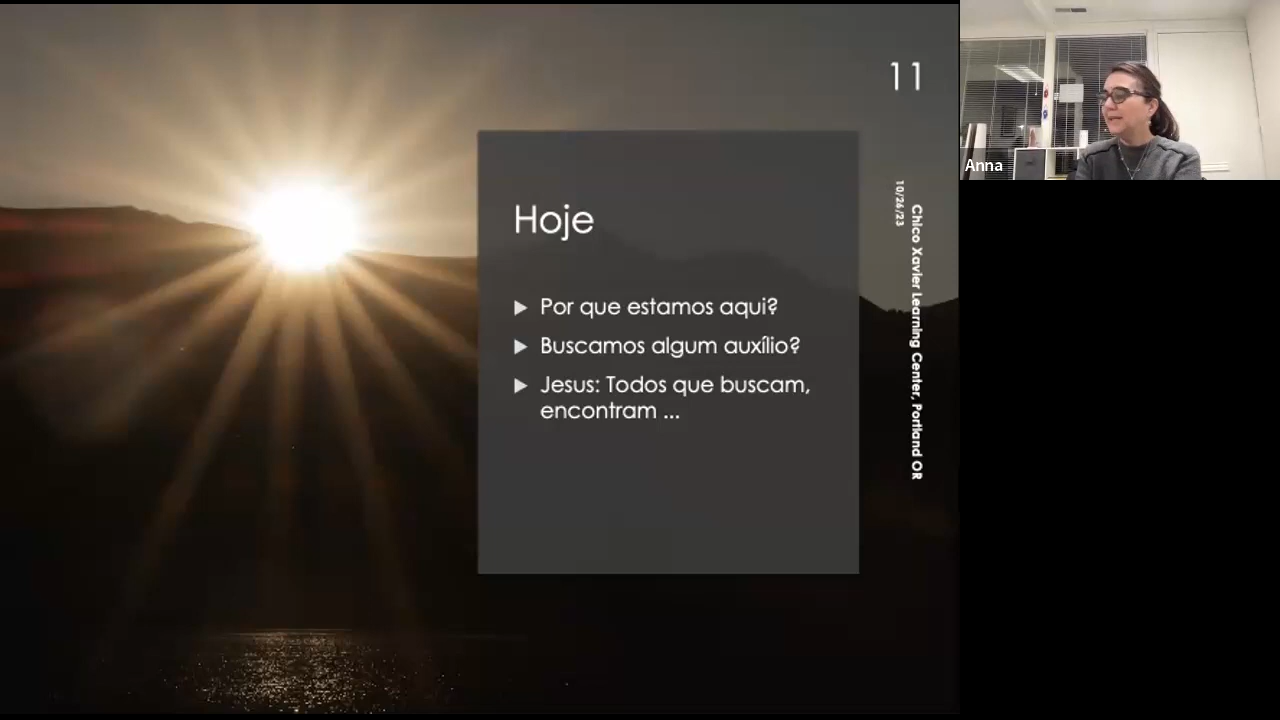 11
Hoje
Por que estamos aqui?
Buscamos algum auxílio?
Jesus: Todos que buscam,
encontram ...
Chico Xavier Learning Center, Portland OR
10/26/23
Anna